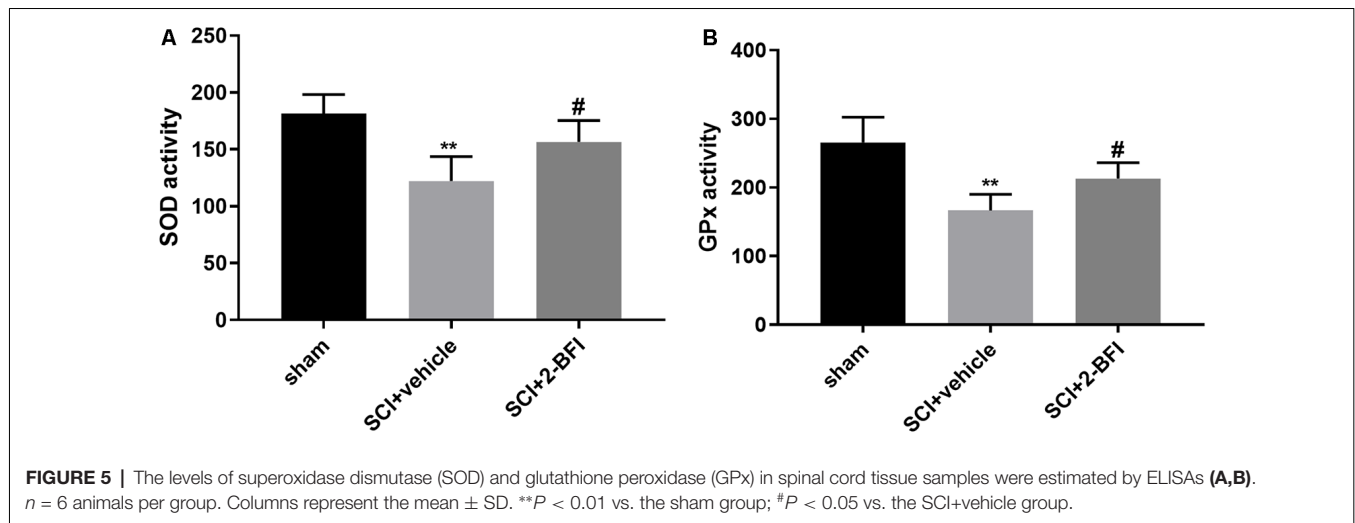 A
250
200
150
100
50
0
SOD activity
**
#
sham
SCI+vehicle
SCI+2-BFI
B
400
300
200
100
0
GPx activity
**
#
sham
SCI+vehicle
SCI+2-BFI
FIGURE 5 | The levels of superoxidase dismutase (SOD) and glutathione peroxidase (GPx) in spinal cord tissue samples were estimated by ELISAs (A,B).
n = 6 animals per group. Columns represent the mean ± SD. **P < 0.01 vs. the sham group; #P < 0.05 vs. the SCI+vehicle group.